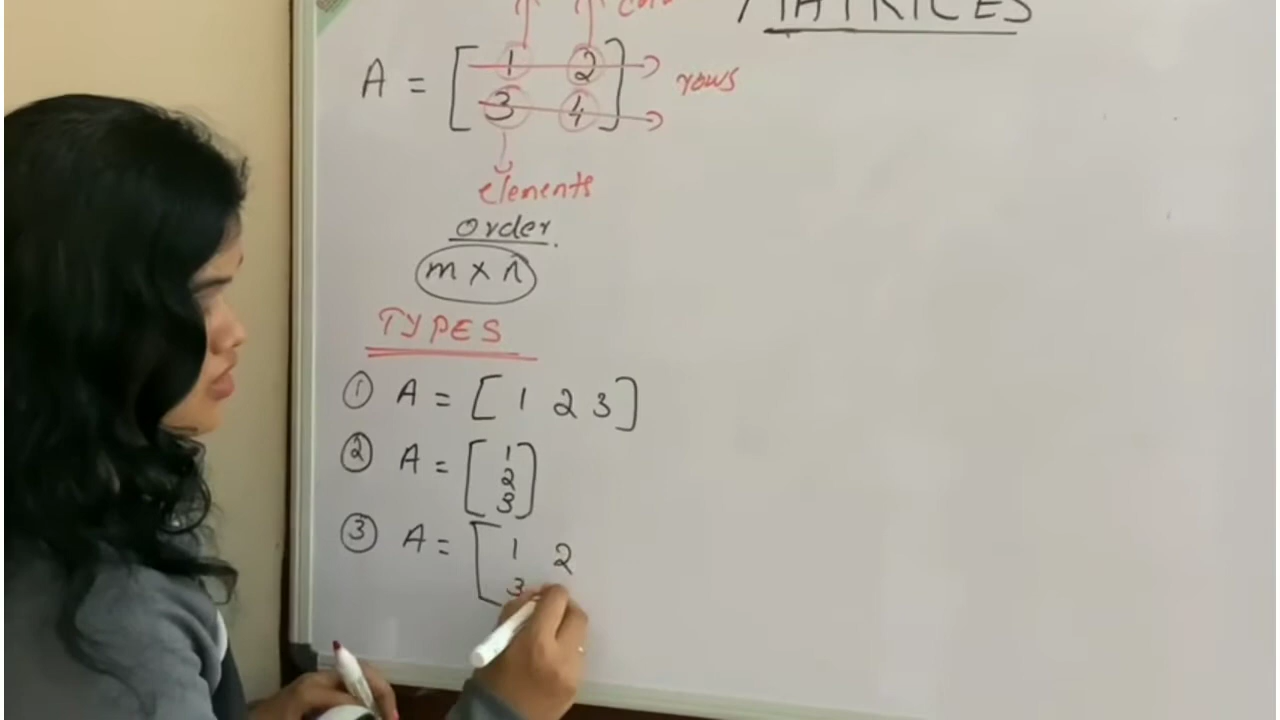 MATRICES
A = [ 1 2
3 4 ]
rows
elements
order.
m x n
TYPES
① A = [ 1 2 3 ]
② A = [ 1
2
3 ]
③ A = [ 1 2
3